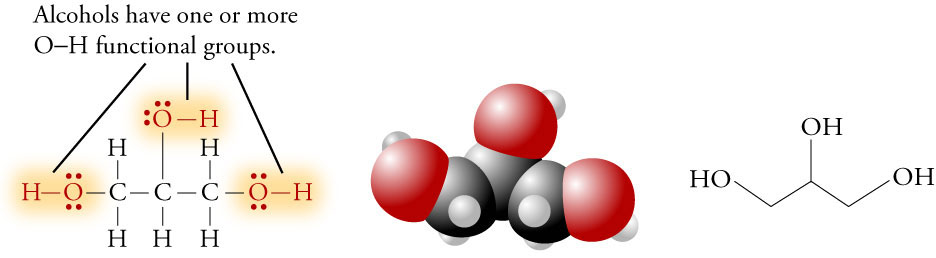 Alcohols have one or more
O–H functional groups.
O–H
H H
H–O–C–C–C–O–H
H H H
OH
HO
OH